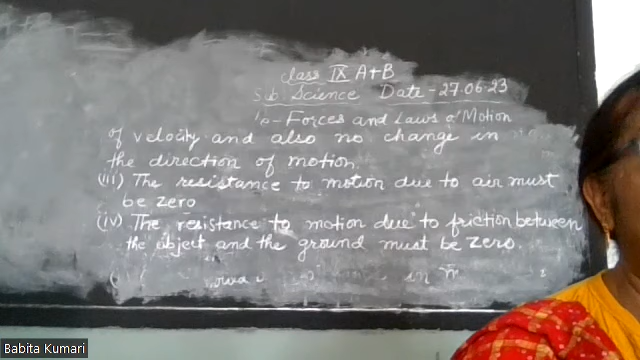 Class IX A+B
Sub. Science Date - 27.06.23
Forces and Laws of Motion
of velocity and also no change in
the direction of motion.
(iii) The resistance to motion due to air must
be zero
(iv) The resistance to motion due to friction between
the object and the ground must be zero.
Babita Kumari